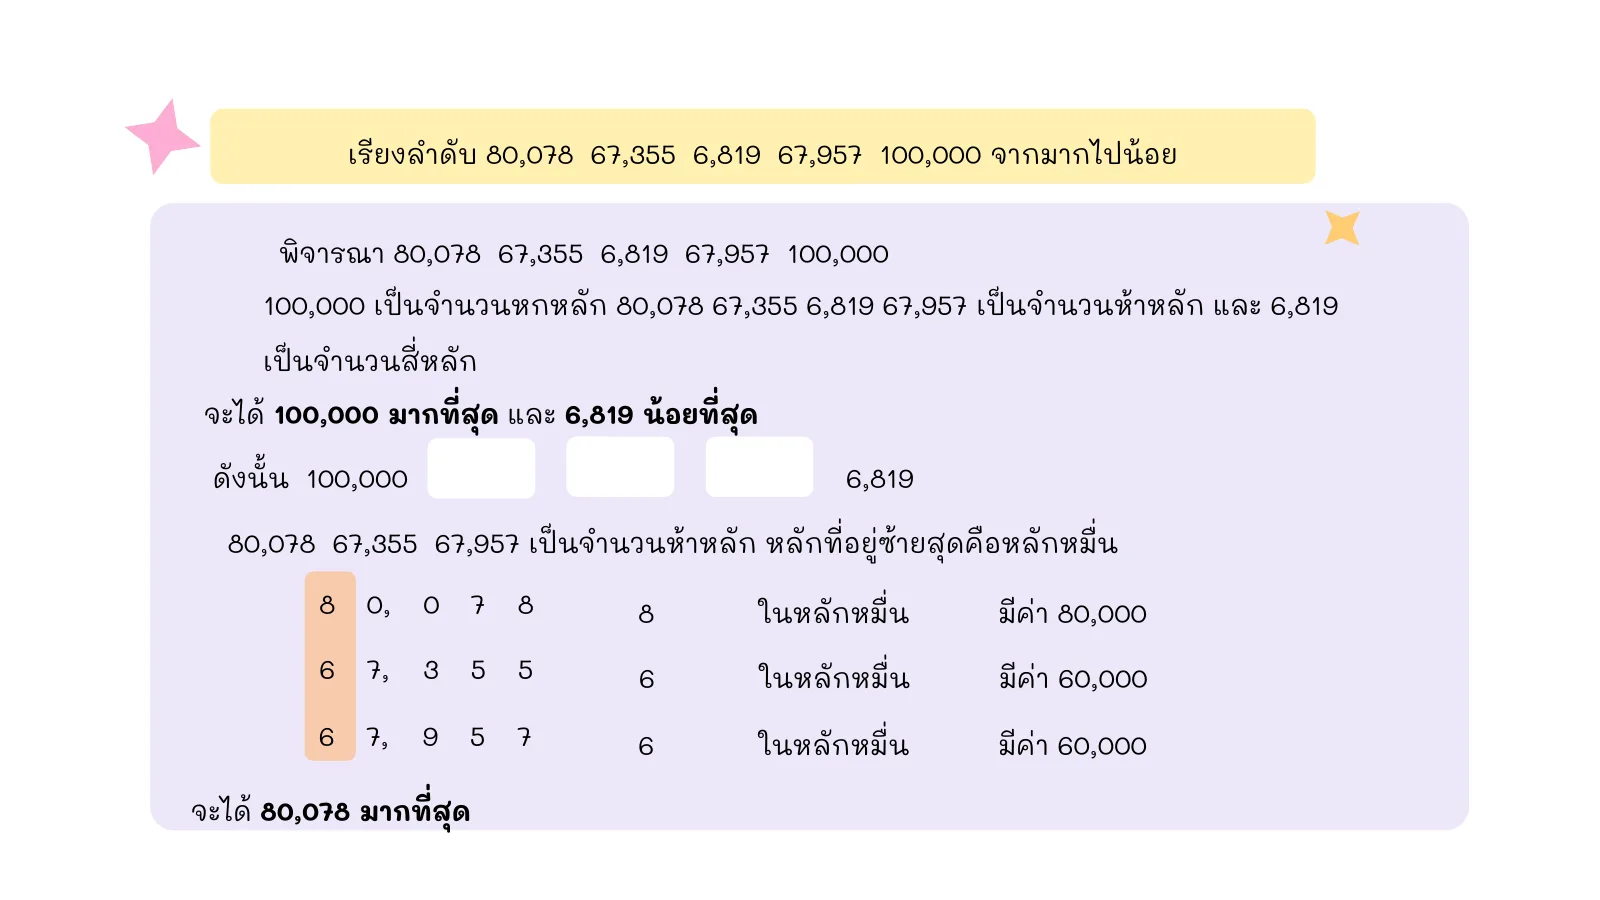 เรียงลำดับ 80,078 67,355 6,819 67,957 100,000 จากมากไปน้อย
พิจารณา 80,078 67,355 6,819 67,957 100,000
100,000 เป็นจำนวนหกหลัก 80,078 67,355 6,819 67,957 เป็นจำนวนห้าหลัก และ 6,819
เป็นจำนวนสี่หลัก
จะได้ 100,000 มากที่สุด และ 6,819 น้อยที่สุด
ดังนั้น 100,000 6,819
80,078 67,355 67,957 เป็นจำนวนห้าหลัก หลักที่อยู่ซ้ายสุดคือหลักหมื่น
8 0, 0 7 8 8 ในหลักหมื่น มีค่า 80,000
6 7, 3 5 5 6 ในหลักหมื่น มีค่า 60,000
6 7, 9 5 7 6 ในหลักหมื่น มีค่า 60,000
จะได้ 80,078 มากที่สุด